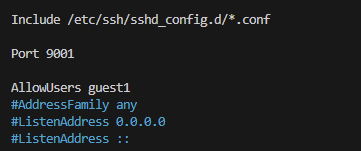 Include /etc/ssh/sshd_config.d/*.conf
Port 9001
AllowUsers guest1
#AddressFamily any
#ListenAddress 0.0.0.0
#ListenAddress ::